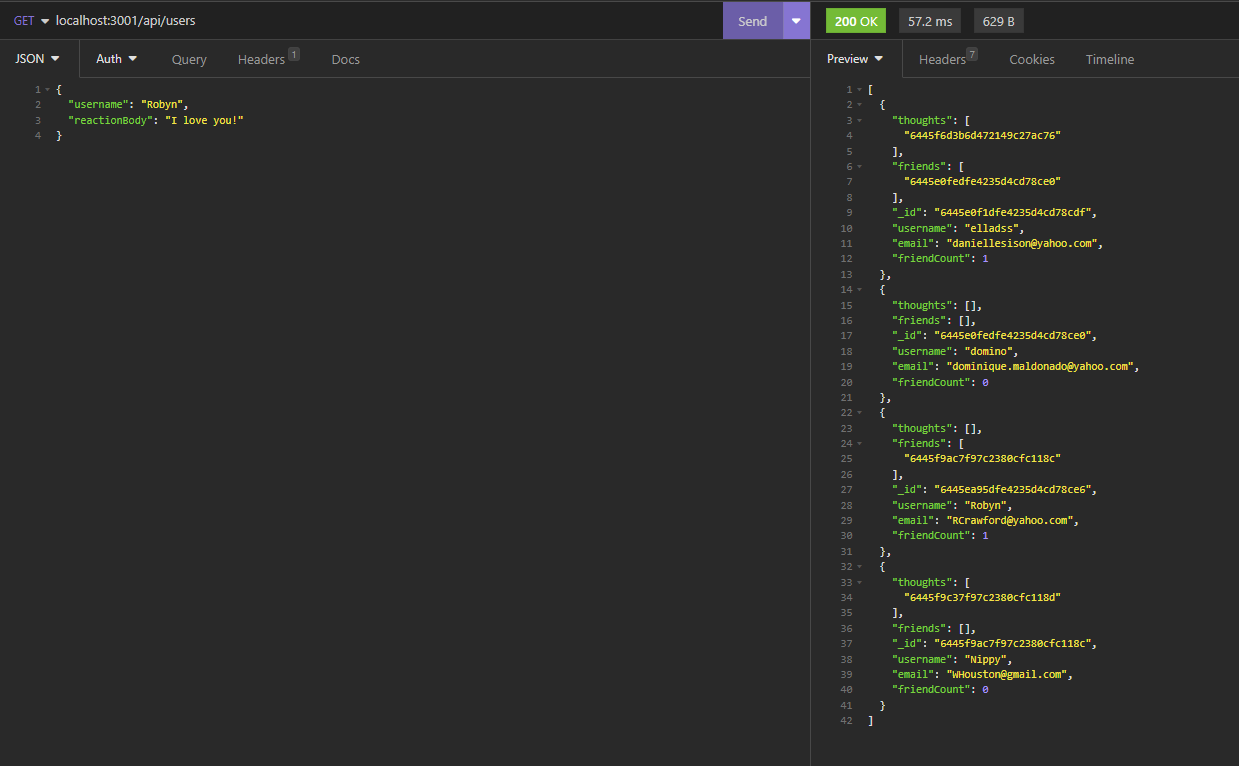 GET localhost:3001/api/users Send 200 OK 57.2 ms 629 B
JSON Auth Query Headers 1 Docs
1 {
2 "username": "Robyn",
3 "reactionBody": "I love you!"
4 }
Preview Headers 7 Cookies Timeline
1 [
2 {
3 "thoughts": [
4 "6445f6d3b6d472149c27ac76"
5 ],
6 "friends": [
7 "6445e0fedfe4235d4cd78ce0"
8 ],
9 "_id": "6445e0f1dfe4235d4cd78cdf",
10 "username": "elladss",
11 "email": "daniellesison@yahoo.com",
12 "friendCount": 1
13 },
14 {
15 "thoughts": [],
16 "friends": [],
17 "_id": "6445e0fedfe4235d4cd78ce0",
18 "username": "domino",
19 "email": "dominique.maldonado@yahoo.com",
20 "friendCount": 0
21 },
22 {
23 "thoughts": [],
24 "friends": [
25 "6445f9ac7f97c2380cfc118c"
26 ],
27 "_id": "6445ea95dfe4235d4cd78ce6",
28 "username": "Robyn",
29 "email": "RCrawford@yahoo.com",
30 "friendCount": 1
31 },
32 {
33 "thoughts": [
34 "6445f9c37f97c2380cfc118d"
35 ],
36 "friends": [],
37 "_id": "6445f9ac7f97c2380cfc118c",
38 "username": "Nippy",
39 "email": "WHouston@gmail.com",
40 "friendCount": 0
41 }
42 ]